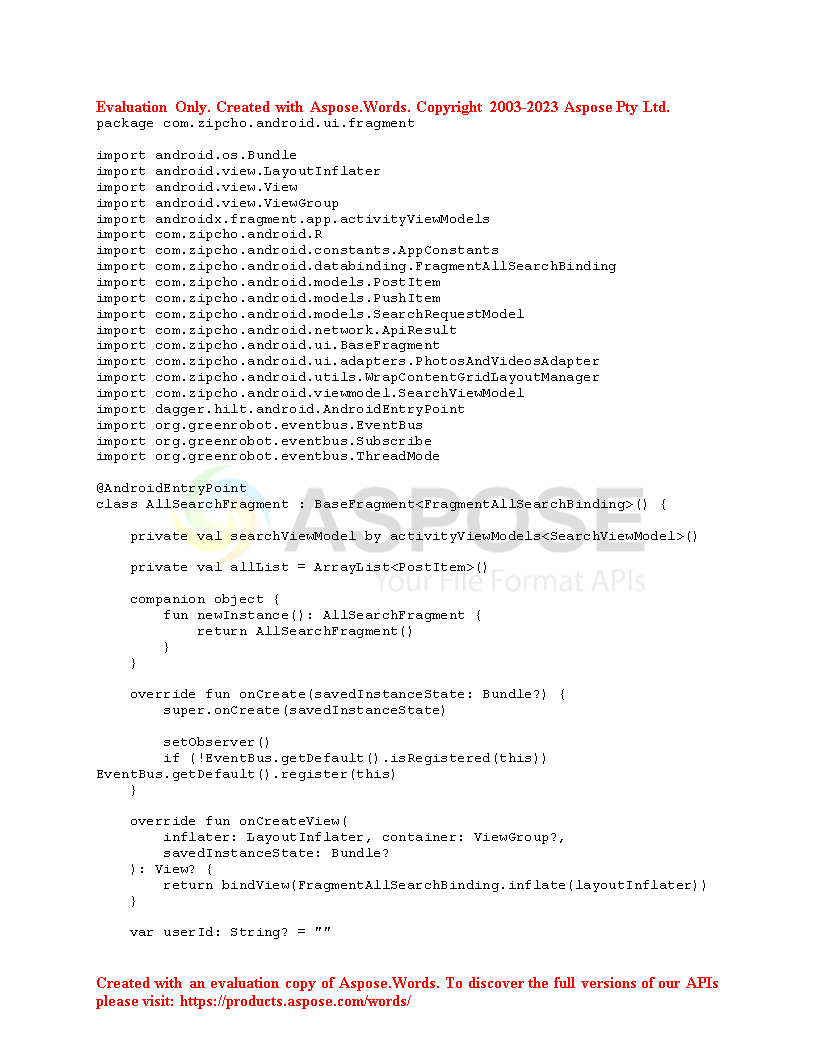 Evaluation Only. Created with Aspose.Words. Copyright 2003-2023 Aspose Pty Ltd.
package com.zipcho.android.ui.fragment

import android.os.Bundle
import android.view.LayoutInflater
import android.view.View
import android.view.ViewGroup
import androidx.fragment.app.activityViewModels
import com.zipcho.android.R
import com.zipcho.android.constants.AppConstants
import com.zipcho.android.databinding.FragmentAllSearchBinding
import com.zipcho.android.models.PostItem
import com.zipcho.android.models.PushItem
import com.zipcho.android.models.SearchRequestModel
import com.zipcho.android.network.ApiResult
import com.zipcho.android.ui.BaseFragment
import com.zipcho.android.ui.adapters.PhotosAndVideosAdapter
import com.zipcho.android.utils.WrapContentGridLayoutManager
import com.zipcho.android.viewmodel.SearchViewModel
import dagger.hilt.android.AndroidEntryPoint
import org.greenrobot.eventbus.EventBus
import org.greenrobot.eventbus.Subscribe
import org.greenrobot.eventbus.ThreadMode

@AndroidEntryPoint
class AllSearchFragment : BaseFragment<FragmentAllSearchBinding>() {
ASPOSE

    private val searchViewModel by activityViewModels<SearchViewModel>()

    private val allList = ArrayList<PostItem>()
Your File Format APIs

    companion object {
        fun newInstance(): AllSearchFragment {
            return AllSearchFragment()
        }
    }

    override fun onCreate(savedInstanceState: Bundle?) {
        super.onCreate(savedInstanceState)

        setObserver()
        if (!EventBus.getDefault().isRegistered(this))
EventBus.getDefault().register(this)
    }

    override fun onCreateView(
        inflater: LayoutInflater, container: ViewGroup?,
        savedInstanceState: Bundle?
    ): View? {
        return bindView(FragmentAllSearchBinding.inflate(layoutInflater))
    }

    var userId: String? = ""

Created with an evaluation copy of Aspose.Words. To discover the full versions of our APIs
please visit: https://products.aspose.com/words/